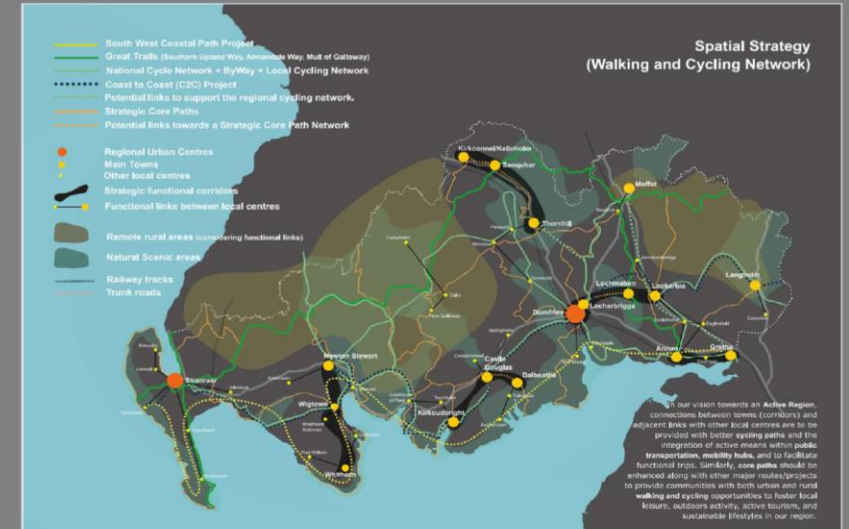 Spatial Strategy
(Walking and Cycling Network)
South West Coastal Path Project
Great Trails (Southern Upland Way, Annandale Way, Mull of Galloway)
National Cycle Network + ByWay + Local Cycling Network
Coast to Coast (C2C) Project
Potential links to support the regional cycling network.
Strategic Core Paths
Potential links towards a Strategic Core Path Network
Regional Urban Centres
Main Towns
Other local centres
Strategic functional corridors
Functional links between local centres
Remote rural areas (considering functional links)
Natural Scenic areas
Railway tracks
Trunk roads
Kirkconnel/Kelloholm
Sanquhar
Moffat
Thornhill
Langholm
Lochmaben
Lockerbie
Locharbriggs
Dumfries
Annan
Gretna
Newton Stewart
Castle
Douglas
Dalbeattie
Stranraer
Wigtown
Kirkcudbright
Whithorn
In our vision towards an Active Region,
connections between towns (corridors) and
adjacent links with other local centres are to be
provided with better cycling paths and the
integration of active means within public
transportation, mobility hubs, and to facilitate
functional trips. Similarly, core paths should be
enhanced along with other major routes/projects
to provide communities with both urban and rural
walking and cycling opportunities to foster local
leisure, outdoors activity, active tourism, and
sustainable lifestyles in our region.